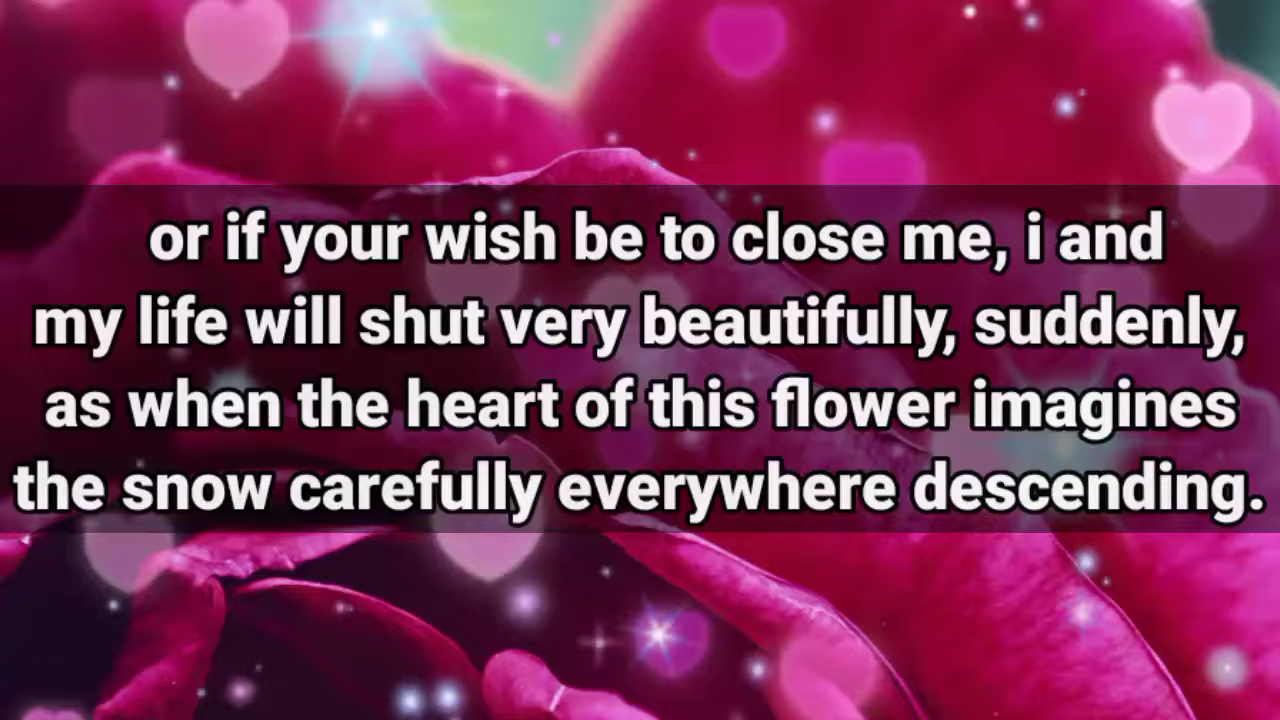 or if your wish be to close me, i and
my life will shut very beautifully, suddenly,
as when the heart of this flower imagines
the snow carefully everywhere descending.